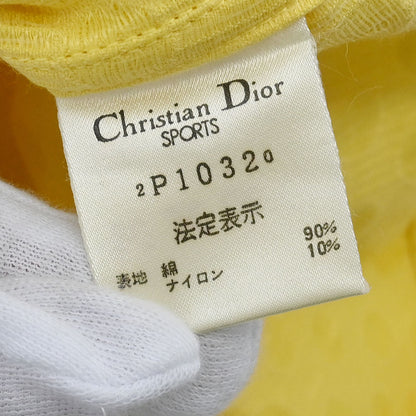 Christian Dior
SPORTS
2P10320
法定表示
表地 綿 90%
ナイロン 10%